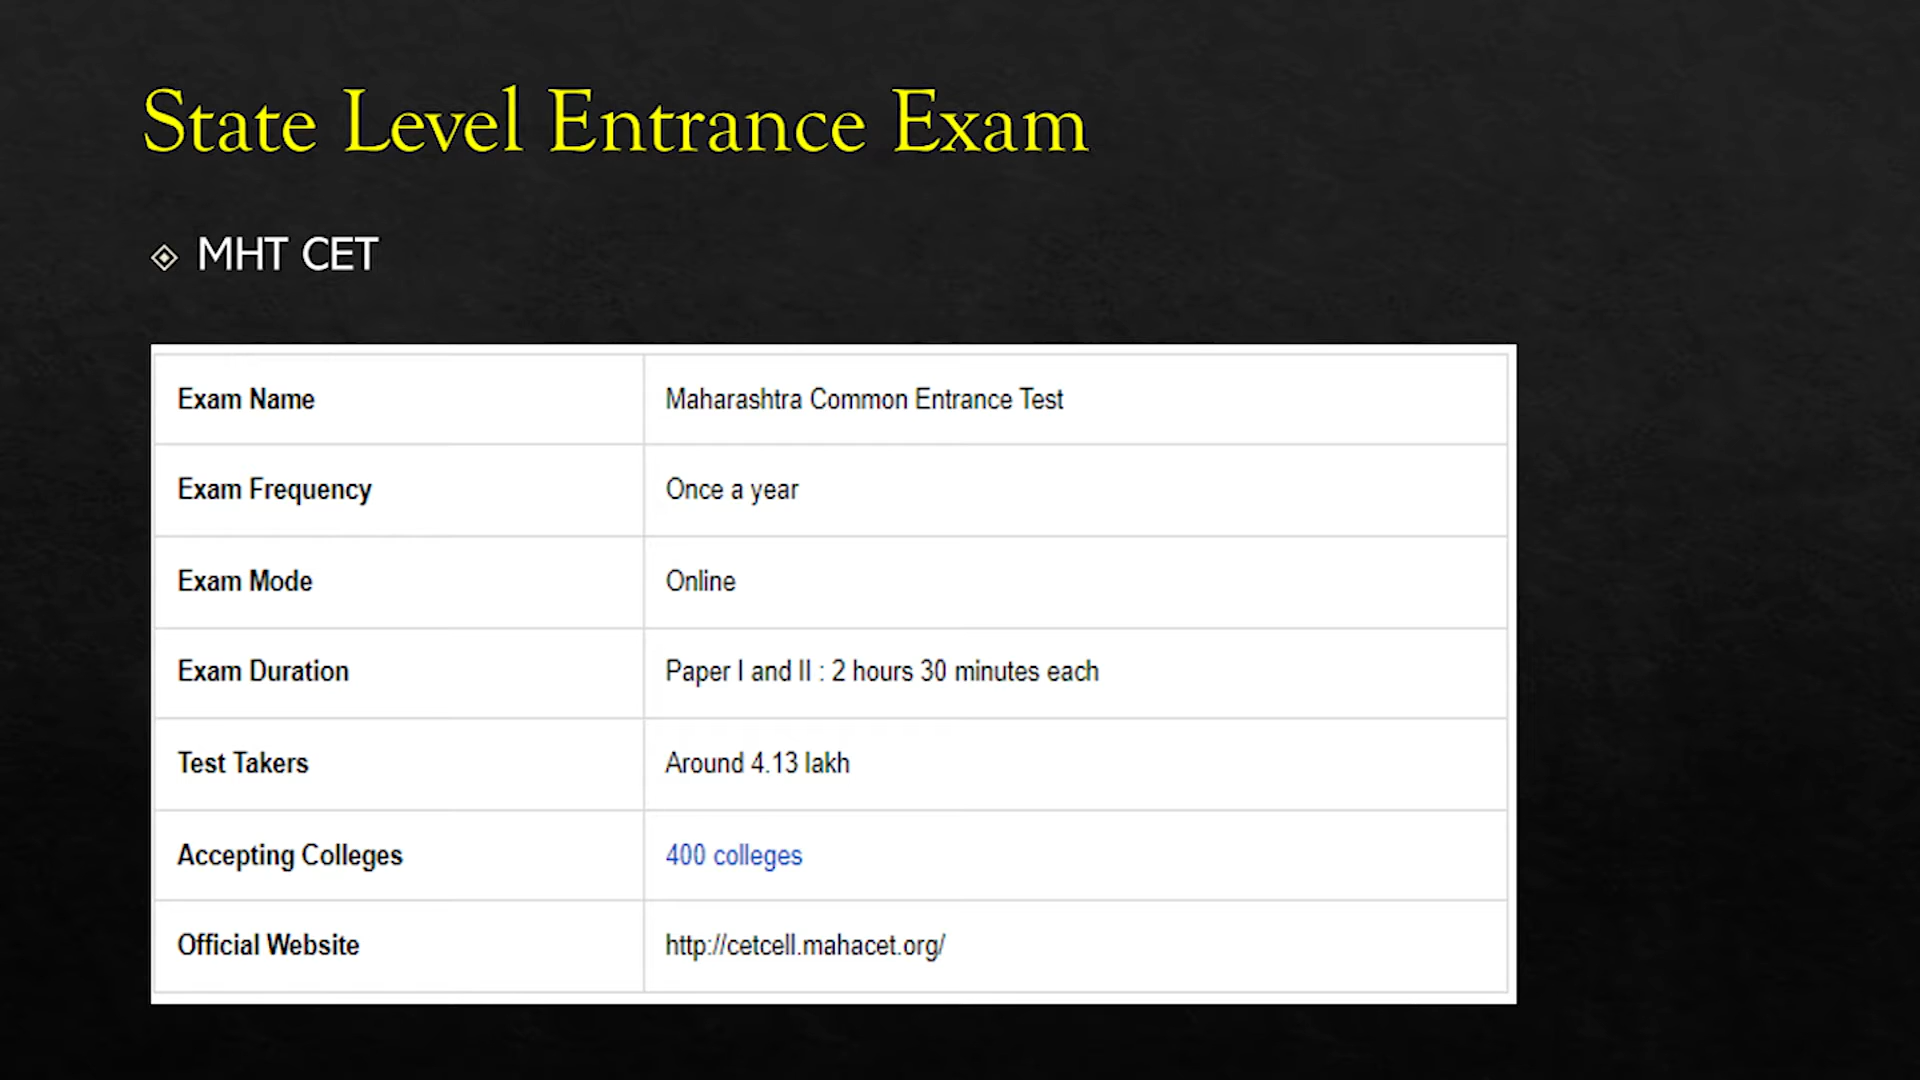 State Level Entrance Exam
MHT CET
Exam Name Maharashtra Common Entrance Test
Exam Frequency Once a year
Exam Mode Online
Exam Duration Paper I and II : 2 hours 30 minutes each
Test Takers Around 4.13 lakh
Accepting Colleges 400 colleges
Official Website http://cetcell.mahacet.org/